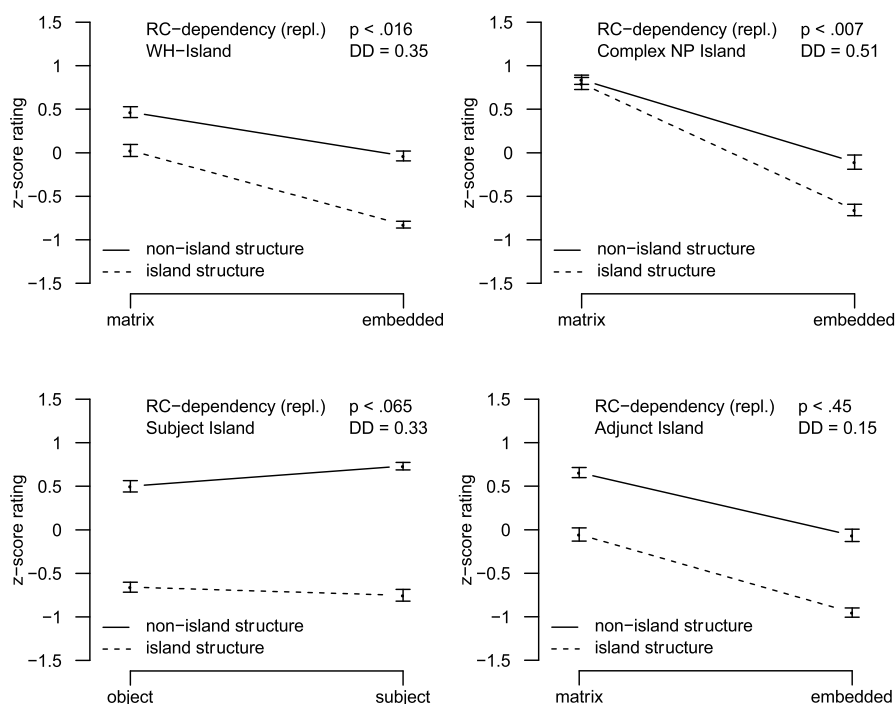 RC−dependency (repl.) p < .016
WH−Island DD = 0.35
1.5
1
0.5
0
−0.5
−1
−1.5
z−score rating
non−island structure
island structure
matrix embedded
RC−dependency (repl.) p < .007
Complex NP Island DD = 0.51
1.5
1
0.5
0
−0.5
−1
−1.5
z−score rating
non−island structure
island structure
matrix embedded
RC−dependency (repl.) p < .065
Subject Island DD = 0.33
1.5
1
0.5
0
−0.5
−1
−1.5
z−score rating
non−island structure
island structure
object subject
RC−dependency (repl.) p < .45
Adjunct Island DD = 0.15
1.5
1
0.5
0
−0.5
−1
−1.5
z−score rating
non−island structure
island structure
matrix embedded